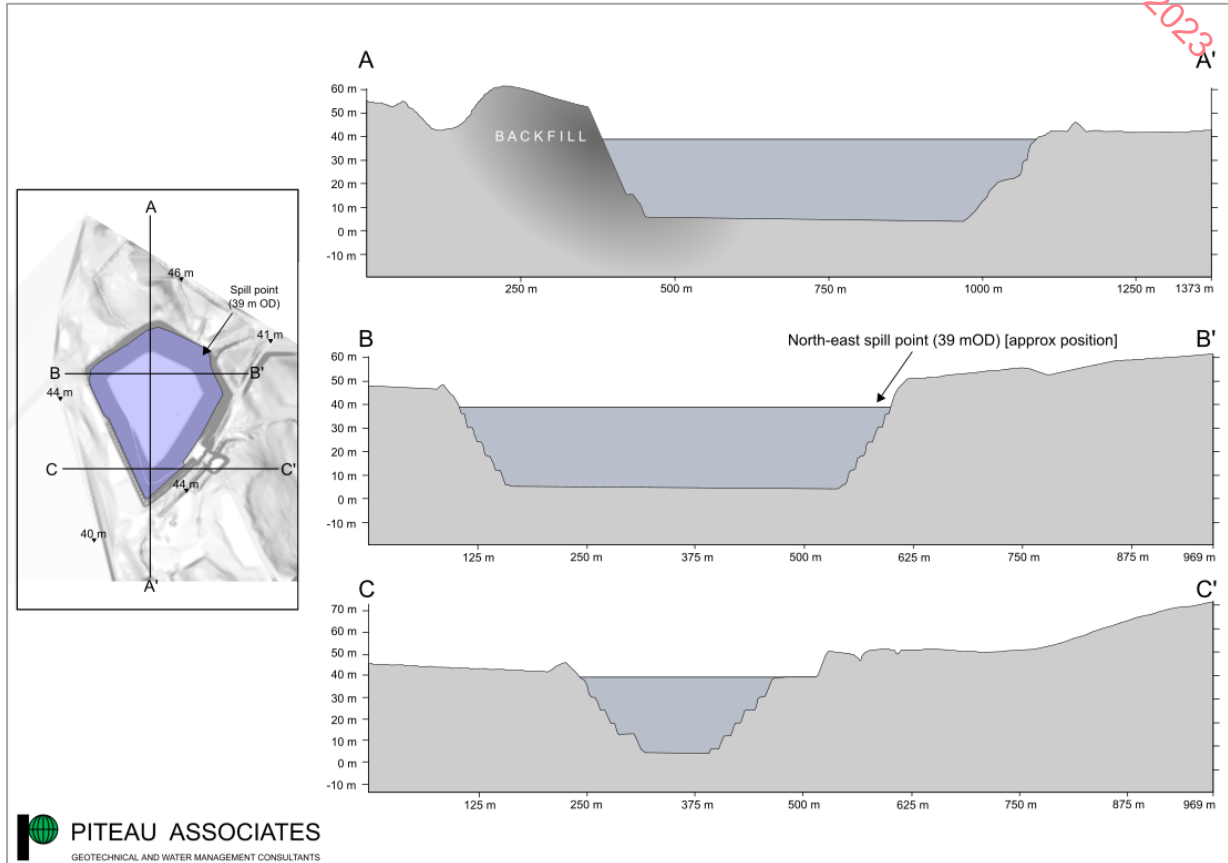 2023
A
A'
60 m
50 m
40 m
30 m
20 m
10 m
0 m
-10 m
BACKFILL
250 m
500 m
750 m
1000 m
1250 m
1373 m
A
46 m
Spill point
(39 m OD)
41 m
B
B'
44 m
C
C'
44 m
40 m
A'
B
B'
North-east spill point (39 mOD) [approx position]
60 m
50 m
40 m
30 m
20 m
10 m
0 m
-10 m
125 m
250 m
375 m
500 m
625 m
750 m
875 m
969 m
C
C'
70 m
60 m
50 m
40 m
30 m
20 m
10 m
0 m
-10 m
125 m
250 m
375 m
500 m
625 m
750 m
875 m
969 m
PITEAU ASSOCIATES
GEOTECHNICAL AND WATER MANAGEMENT CONSULTANTS